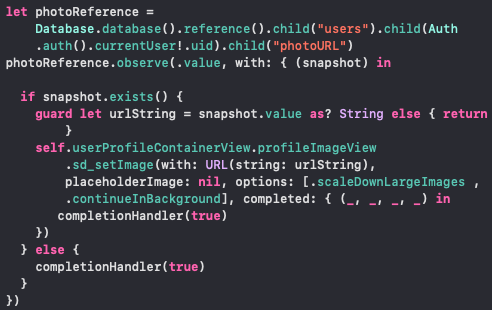 let photoReference =
Database.database().reference().child("users").child(Auth
.auth().currentUser!.uid).child("photoURL")
photoReference.observe(.value, with: { (snapshot) in
if snapshot.exists() {
guard let urlString = snapshot.value as? String else { return
}
self.userProfileContainerView.profileImageView
.sd_setImage(with: URL(string: urlString),
placeholderImage: nil, options: [.scaleDownLargeImages ,
.continueInBackground], completed: { (_, _, _, _) in
completionHandler(true)
})
} else {
completionHandler(true)
}
})